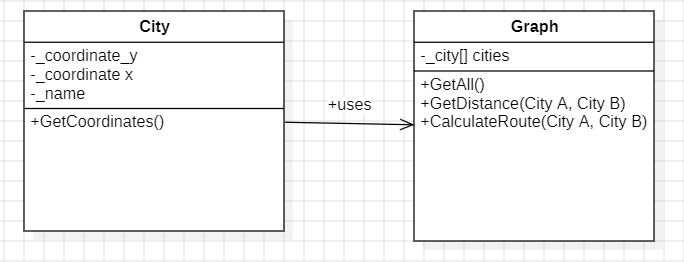 City
-_coordinate_y
-_coordinate x
-_name
+GetCoordinates()
+uses
Graph
-_city[] cities
+GetAll()
+GetDistance(City A, City B)
+CalculateRoute(City A, City B)